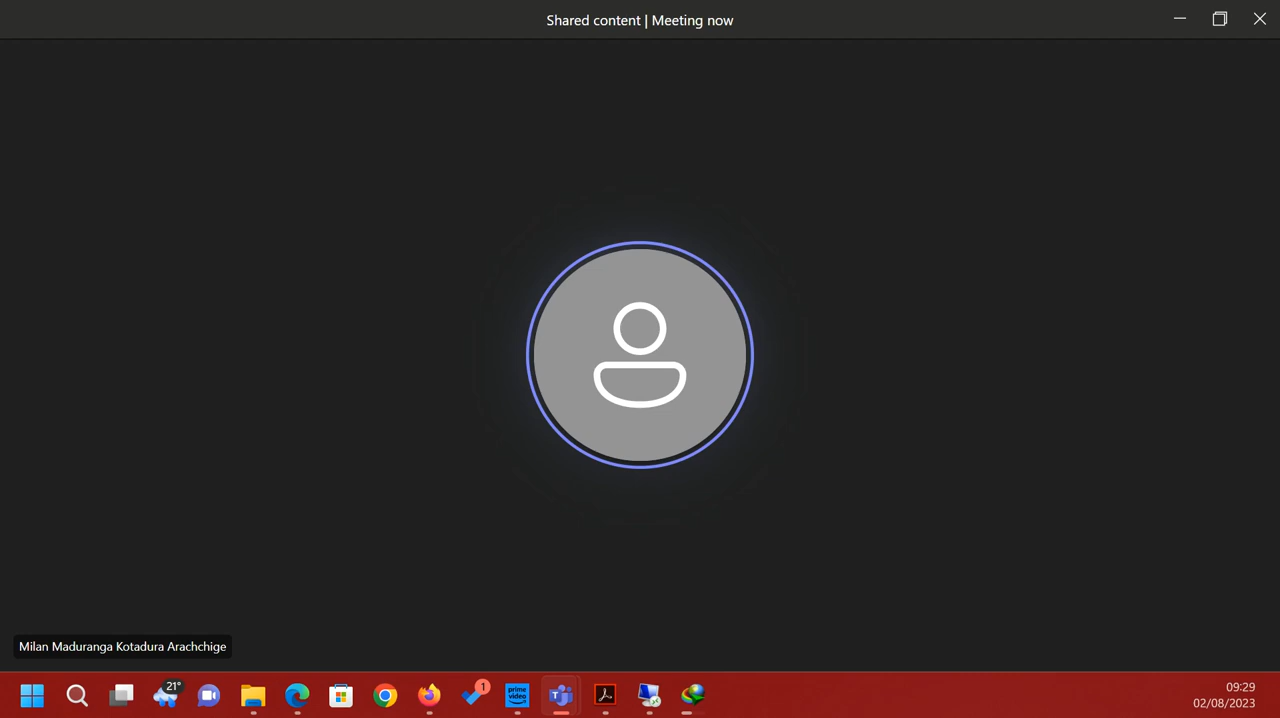 Shared content | Meeting now
Milan Maduranga Kotadura Arachchige
21°
1
prime video
T
09:29
02/08/2023